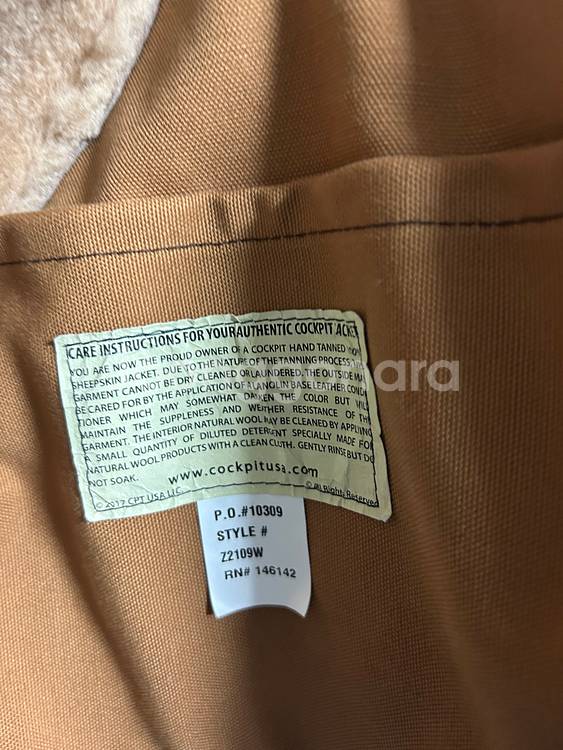 CARE INSTRUCTIONS FOR YOUR AUTHENTIC COCKPIT JACKET
YOU ARE NOW THE PROUD OWNER OF A COCKPIT HAND TANNED 100%
SHEEPSKIN JACKET. DUE TO THE NATURE OF THE TANNING PROCESS
GARMENT CANNOT BE DRY CLEANED OR LAUNDERED. THE OUTSIDE MAY
BE CARED FOR BY THE APPLICATION OF A LANOLIN BASE LEATHER CONDI
TIONER WHICH MAY SOMEWHAT DARKEN THE COLOR BUT WILL
MAINTAIN THE SUPPLENESS AND WEATHER RESISTANCE OF THE
GARMENT. THE INTERIOR NATURAL WOOL MAY BE CLEANED BY APPLYING
A SMALL QUANTITY OF DILUTED DETERGENT SPECIALLY MADE FOR
NATURAL WOOL PRODUCTS WITH A CLEAN CLOTH. GENTLY RINSE BUT DO
NOT SOAK.
www.cockpitusa.com
© 2017 CPT USA LLC. © All Rights Reserved
P.O.#10309
STYLE #
Z2109W
RN# 146142